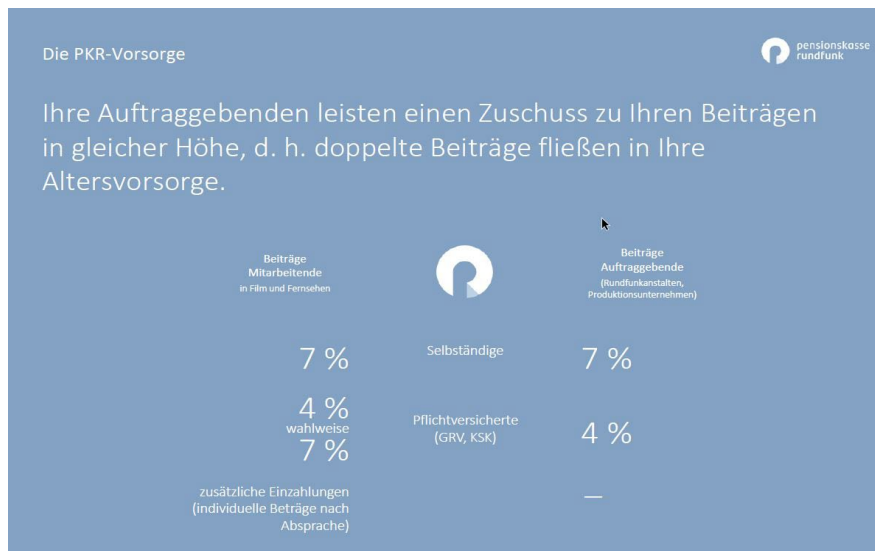 Die PKR-Vorsorge
pensionskasse
rundfunk
Ihre Auftraggebenden leisten einen Zuschuss zu Ihren Beiträgen
in gleicher Höhe, d. h. doppelte Beiträge fließen in Ihre
Altersvorsorge.
Beiträge
Mitarbeitende
in Film und Fernsehen
Beiträge
Auftraggebende
(Rundfunkanstalten,
Produktionsunternehmen)
7 %
Selbständige
7 %
4 %
wahlweise
7 %
Pflichtversicherte
(GRV, KSK)
4 %
zusätzliche Einzahlungen
(individuelle Beträge nach
Absprache)
—